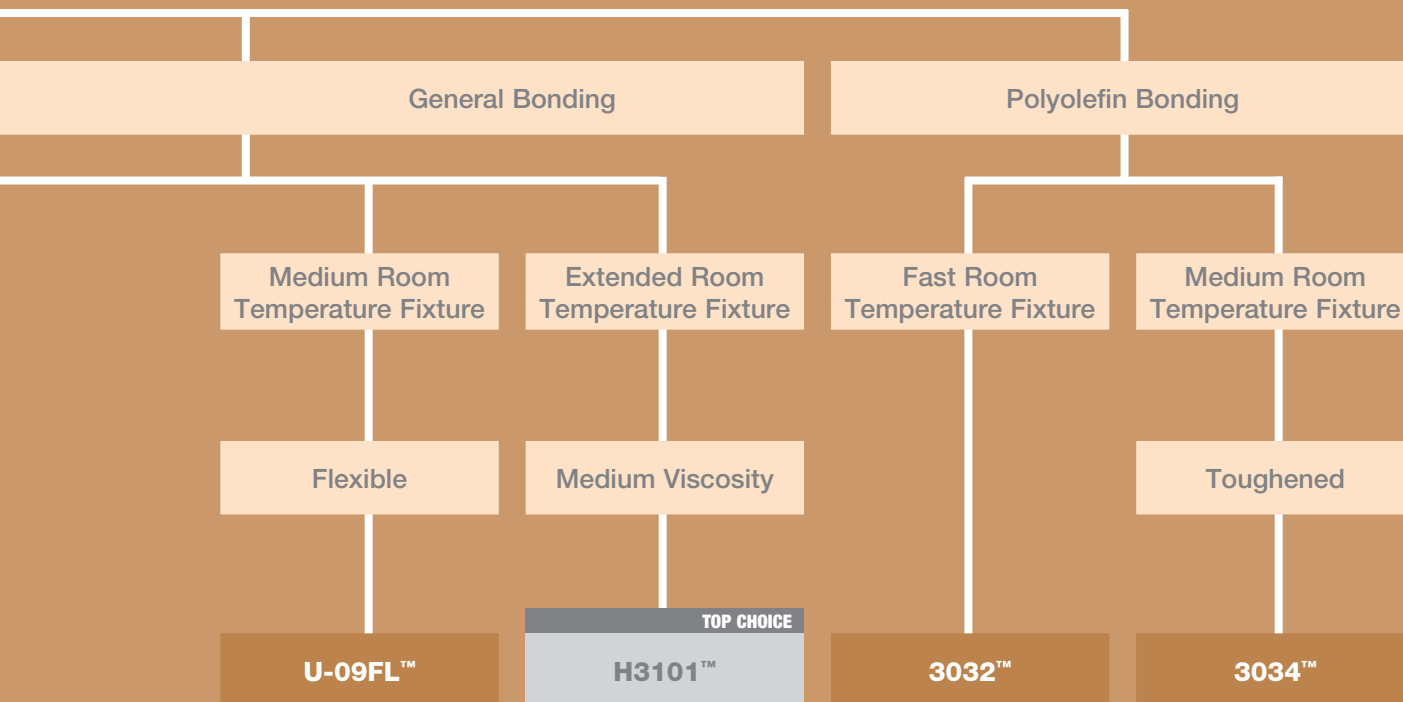 General Bonding
Polyolefin Bonding
Medium Room
Temperature Fixture
Extended Room
Temperature Fixture
Fast Room
Temperature Fixture
Medium Room
Temperature Fixture
Flexible
Medium Viscosity
Toughened
TOP CHOICE
U-09FL™
H3101™
3032™
3034™